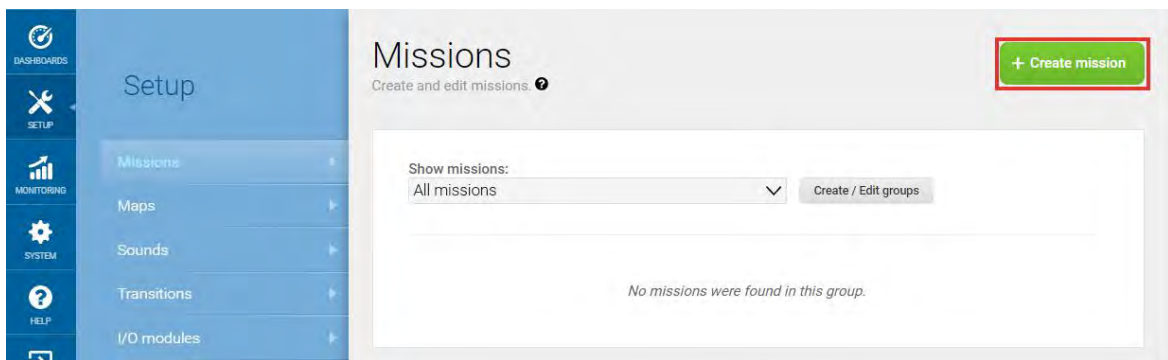 DASHBOARDS
SETUP
MONITORING
SYSTEM
HELP
Setup
Missions
Maps
Sounds
Transitions
I/O modules
Missions
Create and edit missions. ?
+ Create mission
Show missions:
All missions
Create / Edit groups
No missions were found in this group.